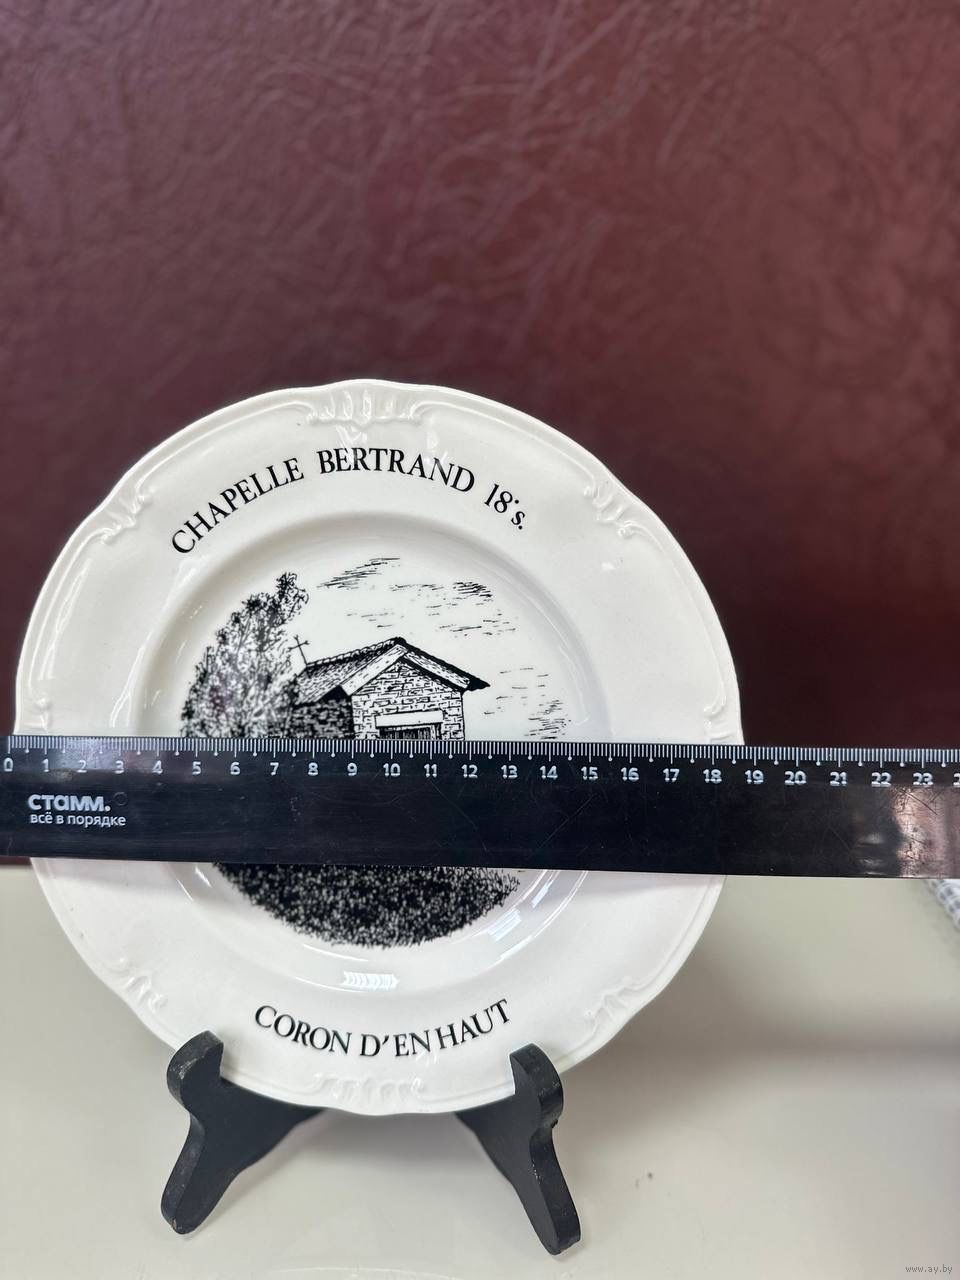 CHAPELLE BERTRAND 18ᵉs.
0 1 2 3 4 5 6 7 8 9 10 11 12 13 14 15 16 17 18 19 20 21 22 23
стамм.
всё в порядке
CORON D'EN HAUT
www.ay.by